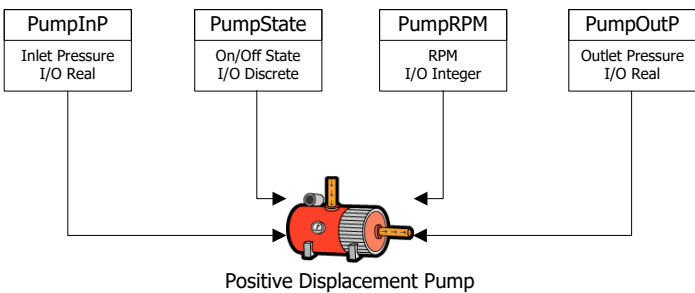 PumpInP
Inlet Pressure
I/O Real
PumpState
On/Off State
I/O Discrete
PumpRPM
RPM
I/O Integer
PumpOutP
Outlet Pressure
I/O Real
Positive Displacement Pump